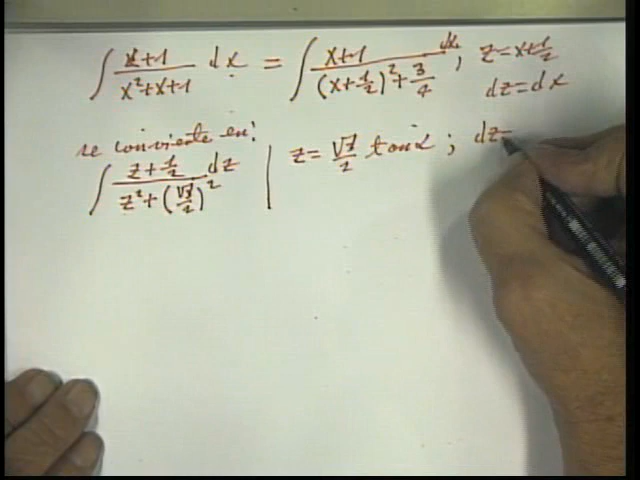 ∫ x+1 / x²+x+1 dx = ∫ x+1 / (x+1/2)²+3/4 dx ; z=x+1/2
dz=dx
se convierte en:
∫ z+1/2 / z²+(√3/2)² dz | z= √3/2 tan α ; dz=